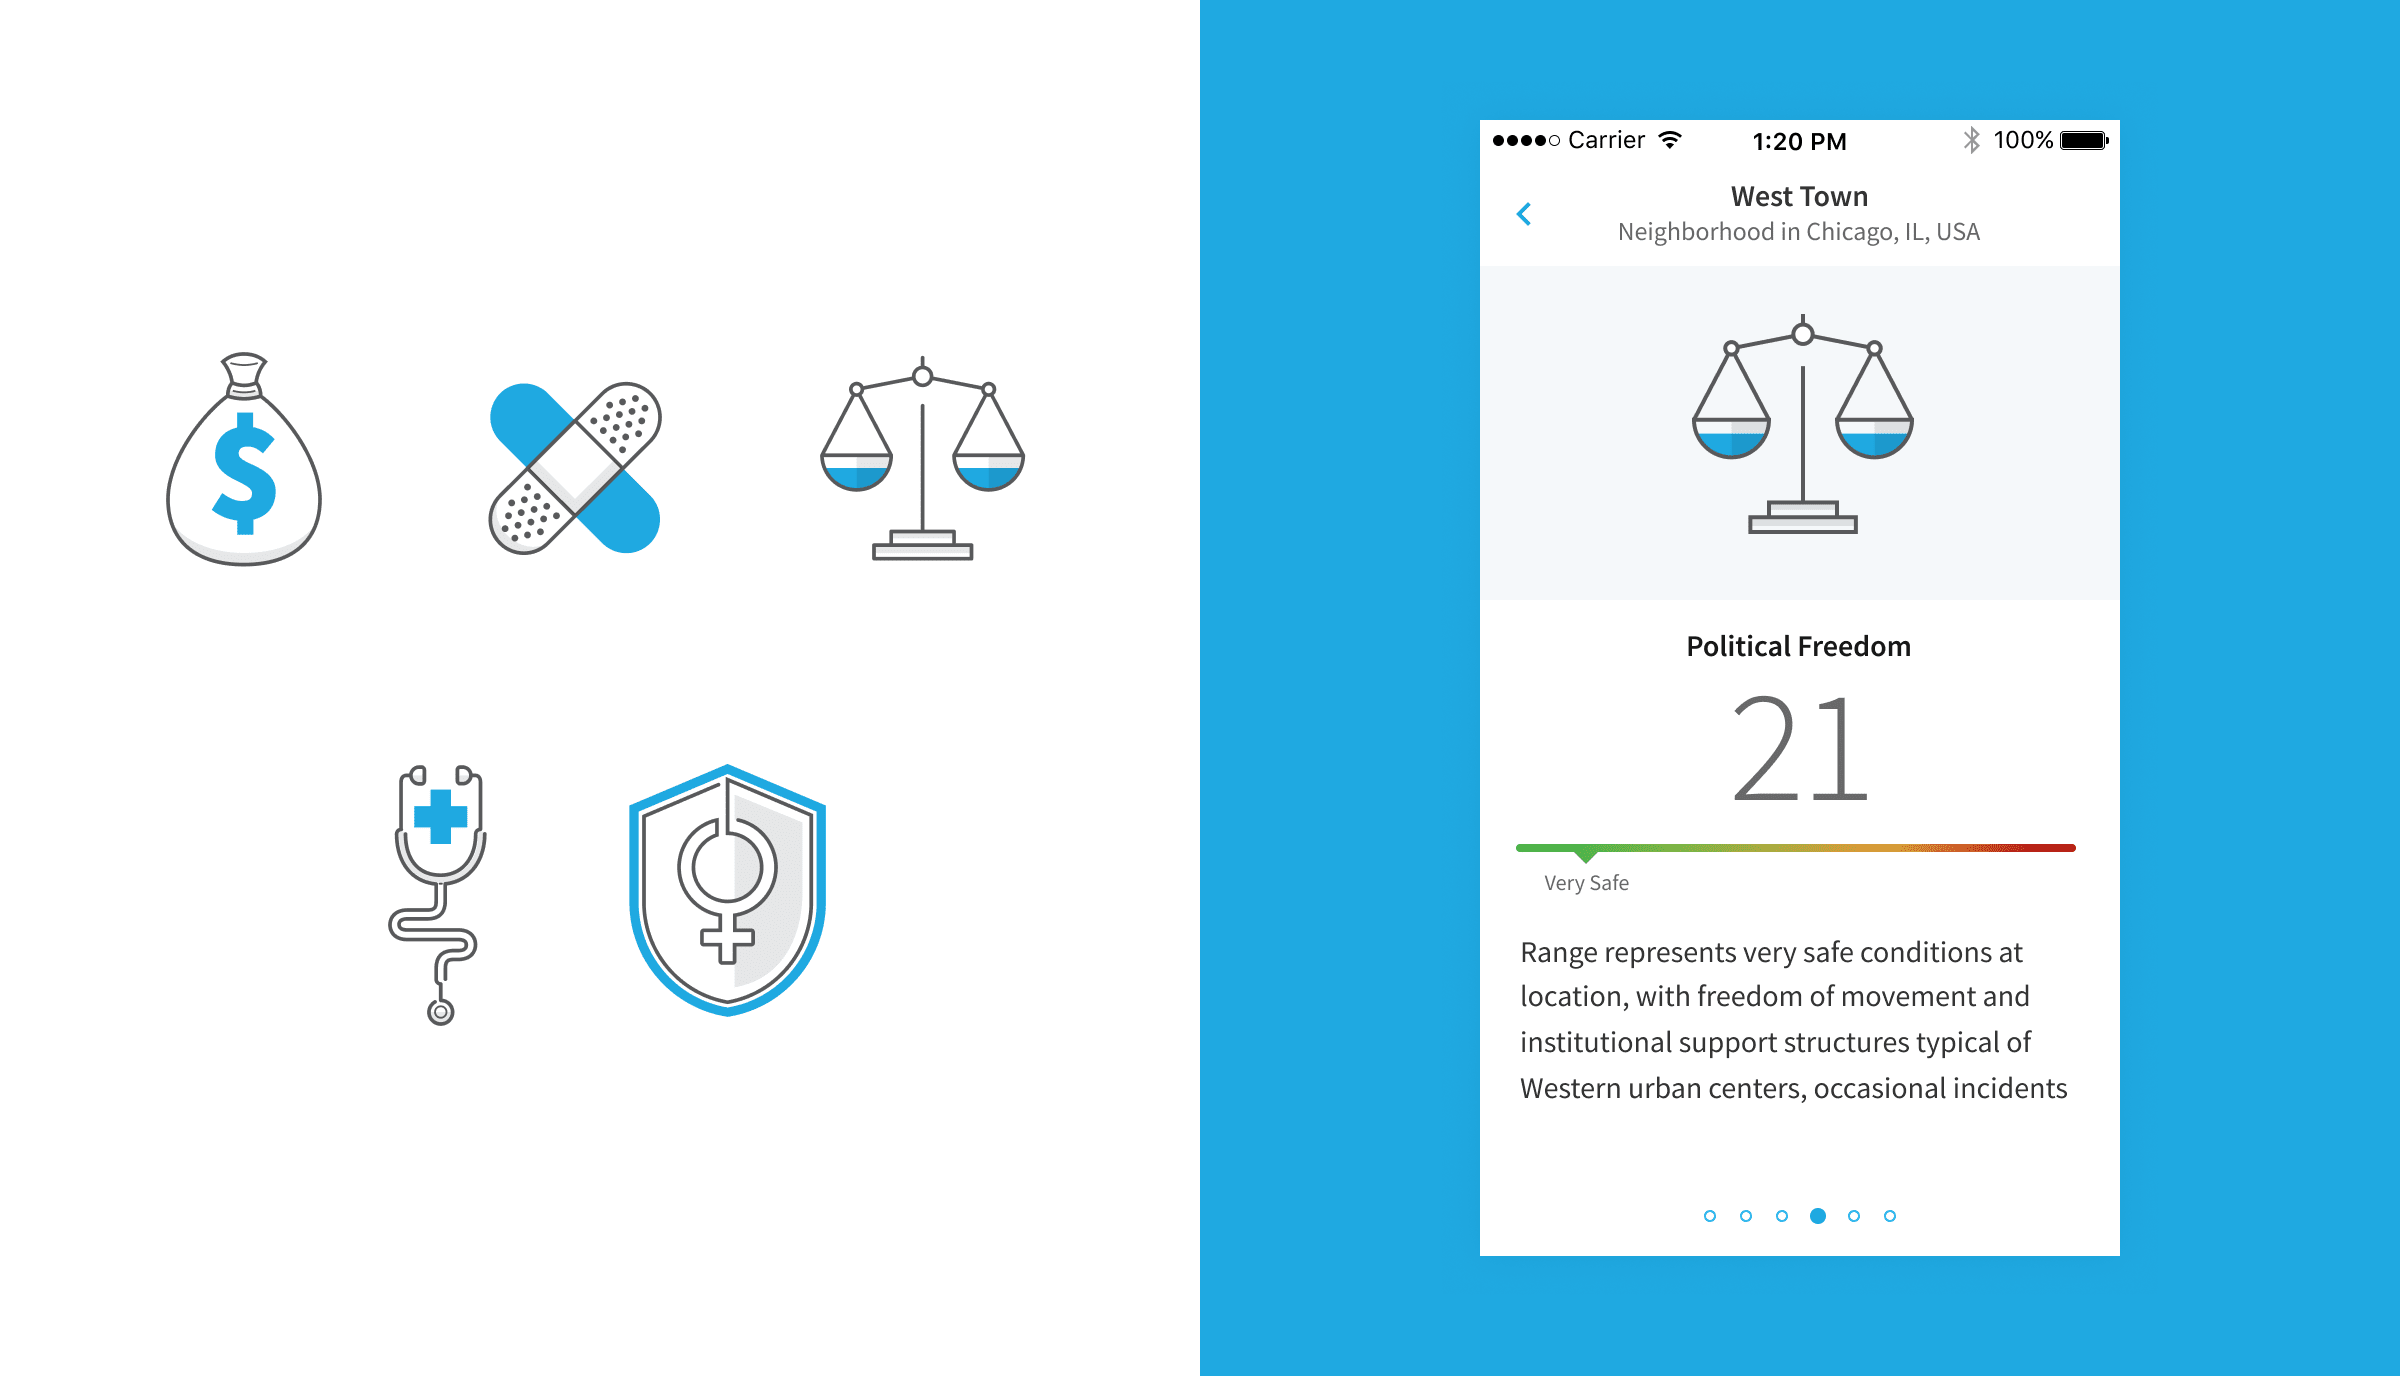 $
Carrier 1:20 PM 100%
West Town
Neighborhood in Chicago, IL, USA
Political Freedom
21
Very Safe
Range represents very safe conditions at
location, with freedom of movement and
institutional support structures typical of
Western urban centers, occasional incidents